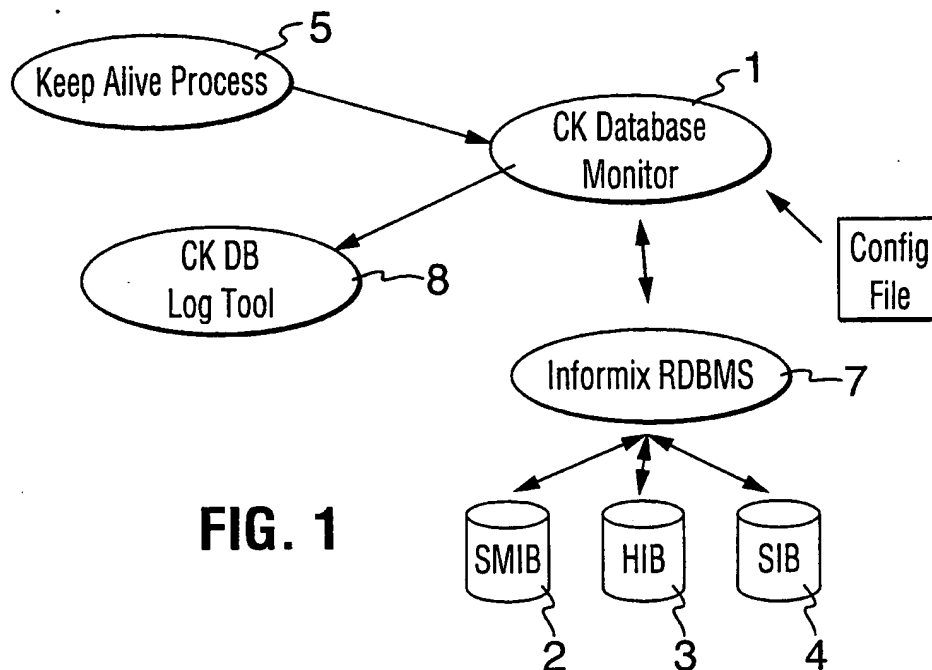 5
Keep Alive Process
1
CK Database
Monitor
CK DB
Log Tool
8
Config
File
Informix RDBMS
7
FIG. 1
SMIB
HIB
SIB
2
3
4